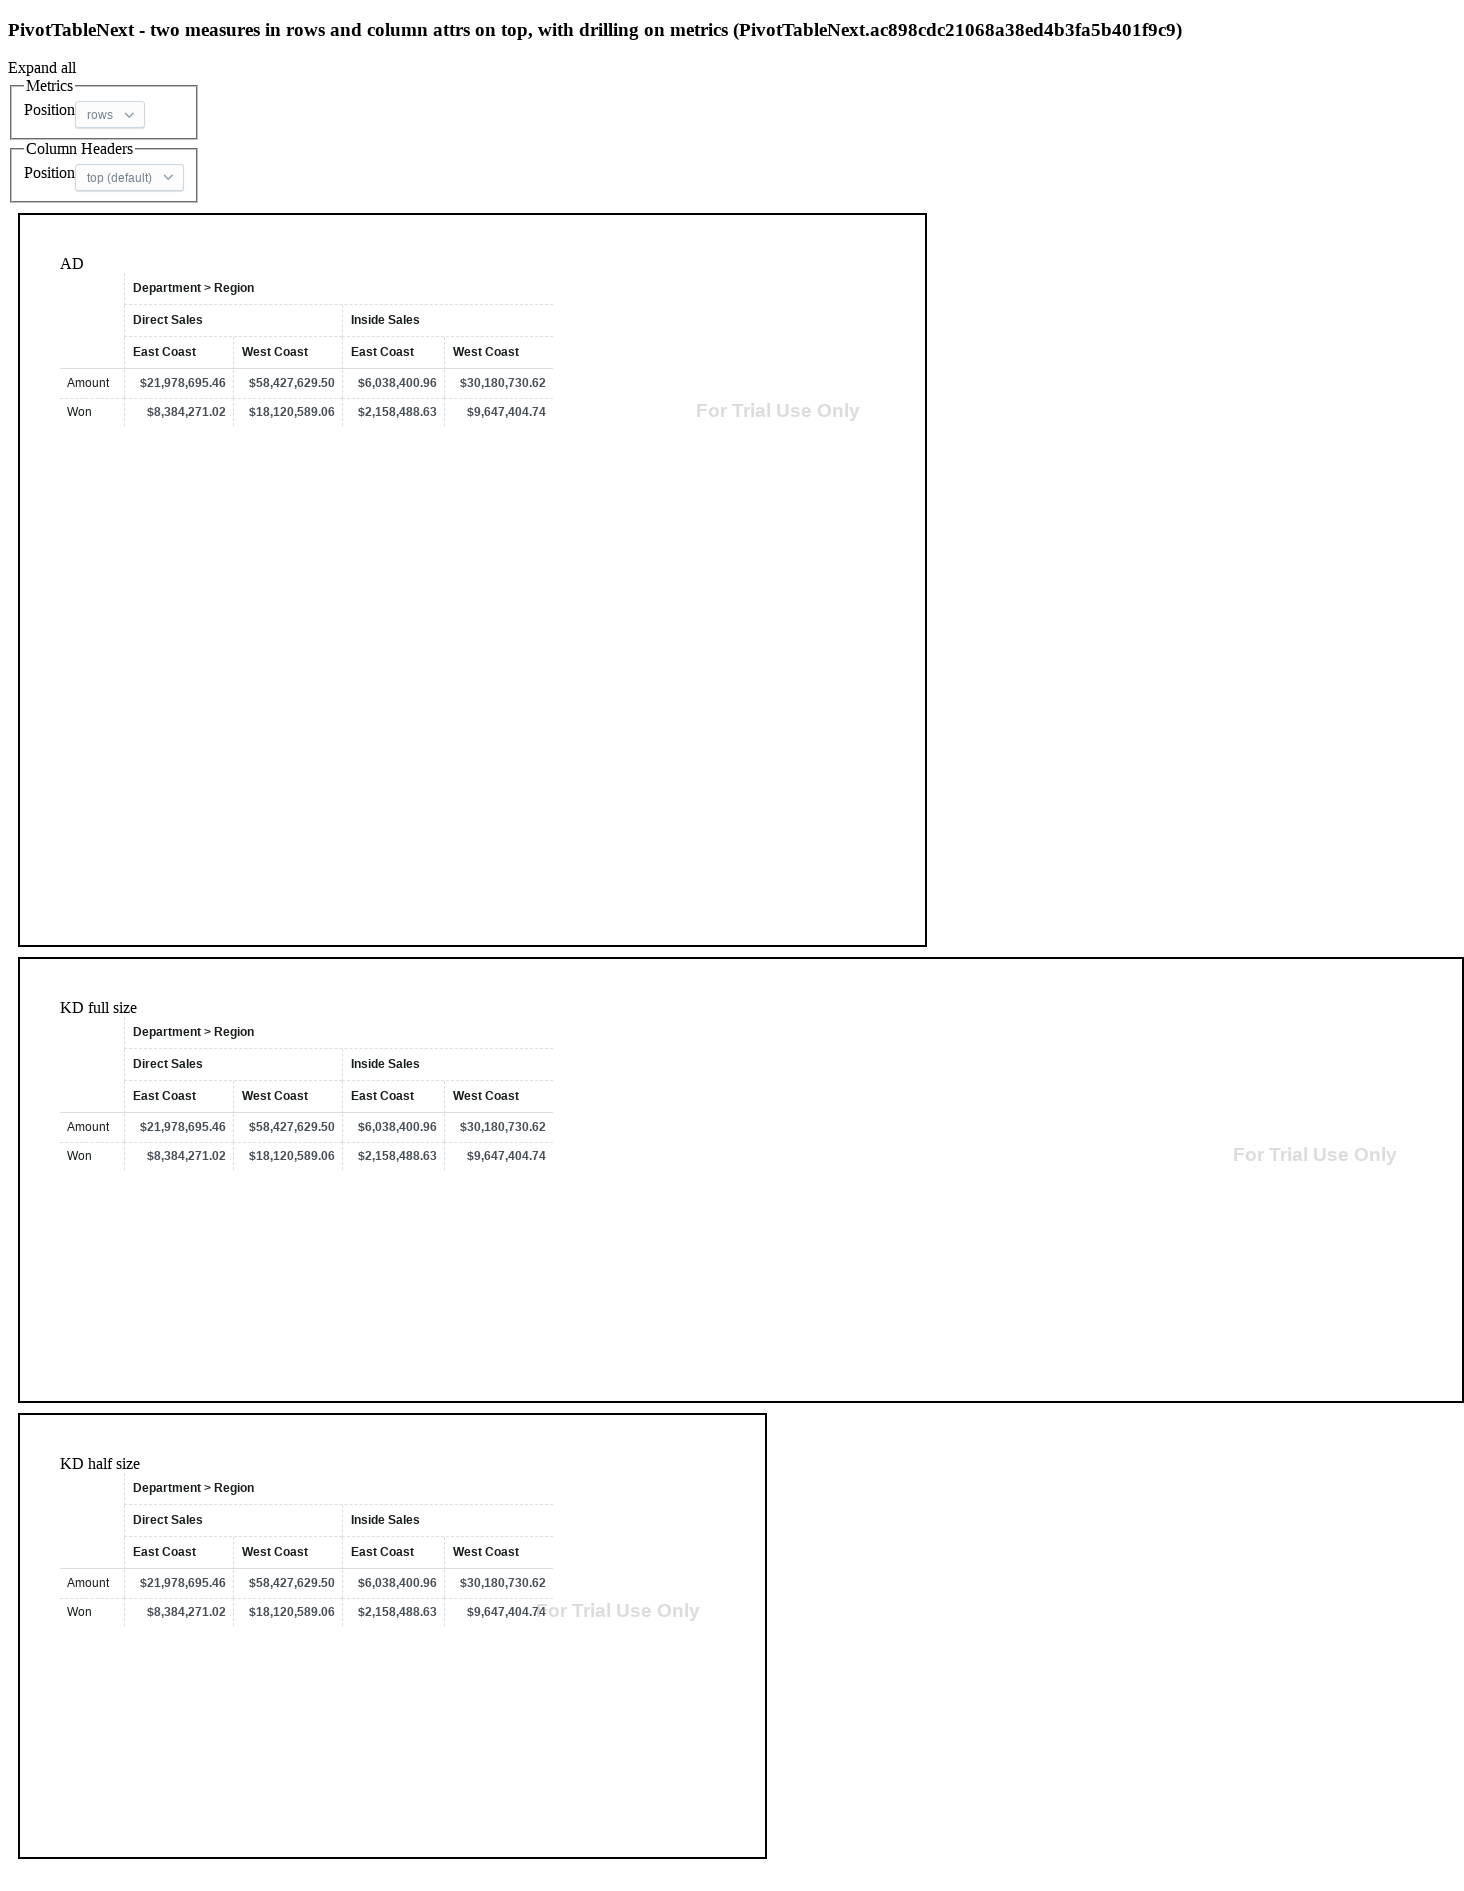 PivotTableNext - two measures in rows and column attrs on top, with drilling on metrics (PivotTableNext.ac898cdc21068a38ed4b3fa5b401f9c9)
Expand all
Metrics
Position rows
Column Headers
Position top (default)
AD
Department > Region
Direct Sales Inside Sales
East Coast West Coast East Coast West Coast
Amount $21,978,695.46 $58,427,629.50 $6,038,400.96 $30,180,730.62
Won $8,384,271.02 $18,120,589.06 $2,158,488.63 $9,647,404.74
For Trial Use Only
KD full size
Department > Region
Direct Sales Inside Sales
East Coast West Coast East Coast West Coast
Amount $21,978,695.46 $58,427,629.50 $6,038,400.96 $30,180,730.62
Won $8,384,271.02 $18,120,589.06 $2,158,488.63 $9,647,404.74
For Trial Use Only
KD half size
Department > Region
Direct Sales Inside Sales
East Coast West Coast East Coast West Coast
Amount $21,978,695.46 $58,427,629.50 $6,038,400.96 $30,180,730.62
Won $8,384,271.02 $18,120,589.06 $2,158,488.63 $9,647,404.74
For Trial Use Only